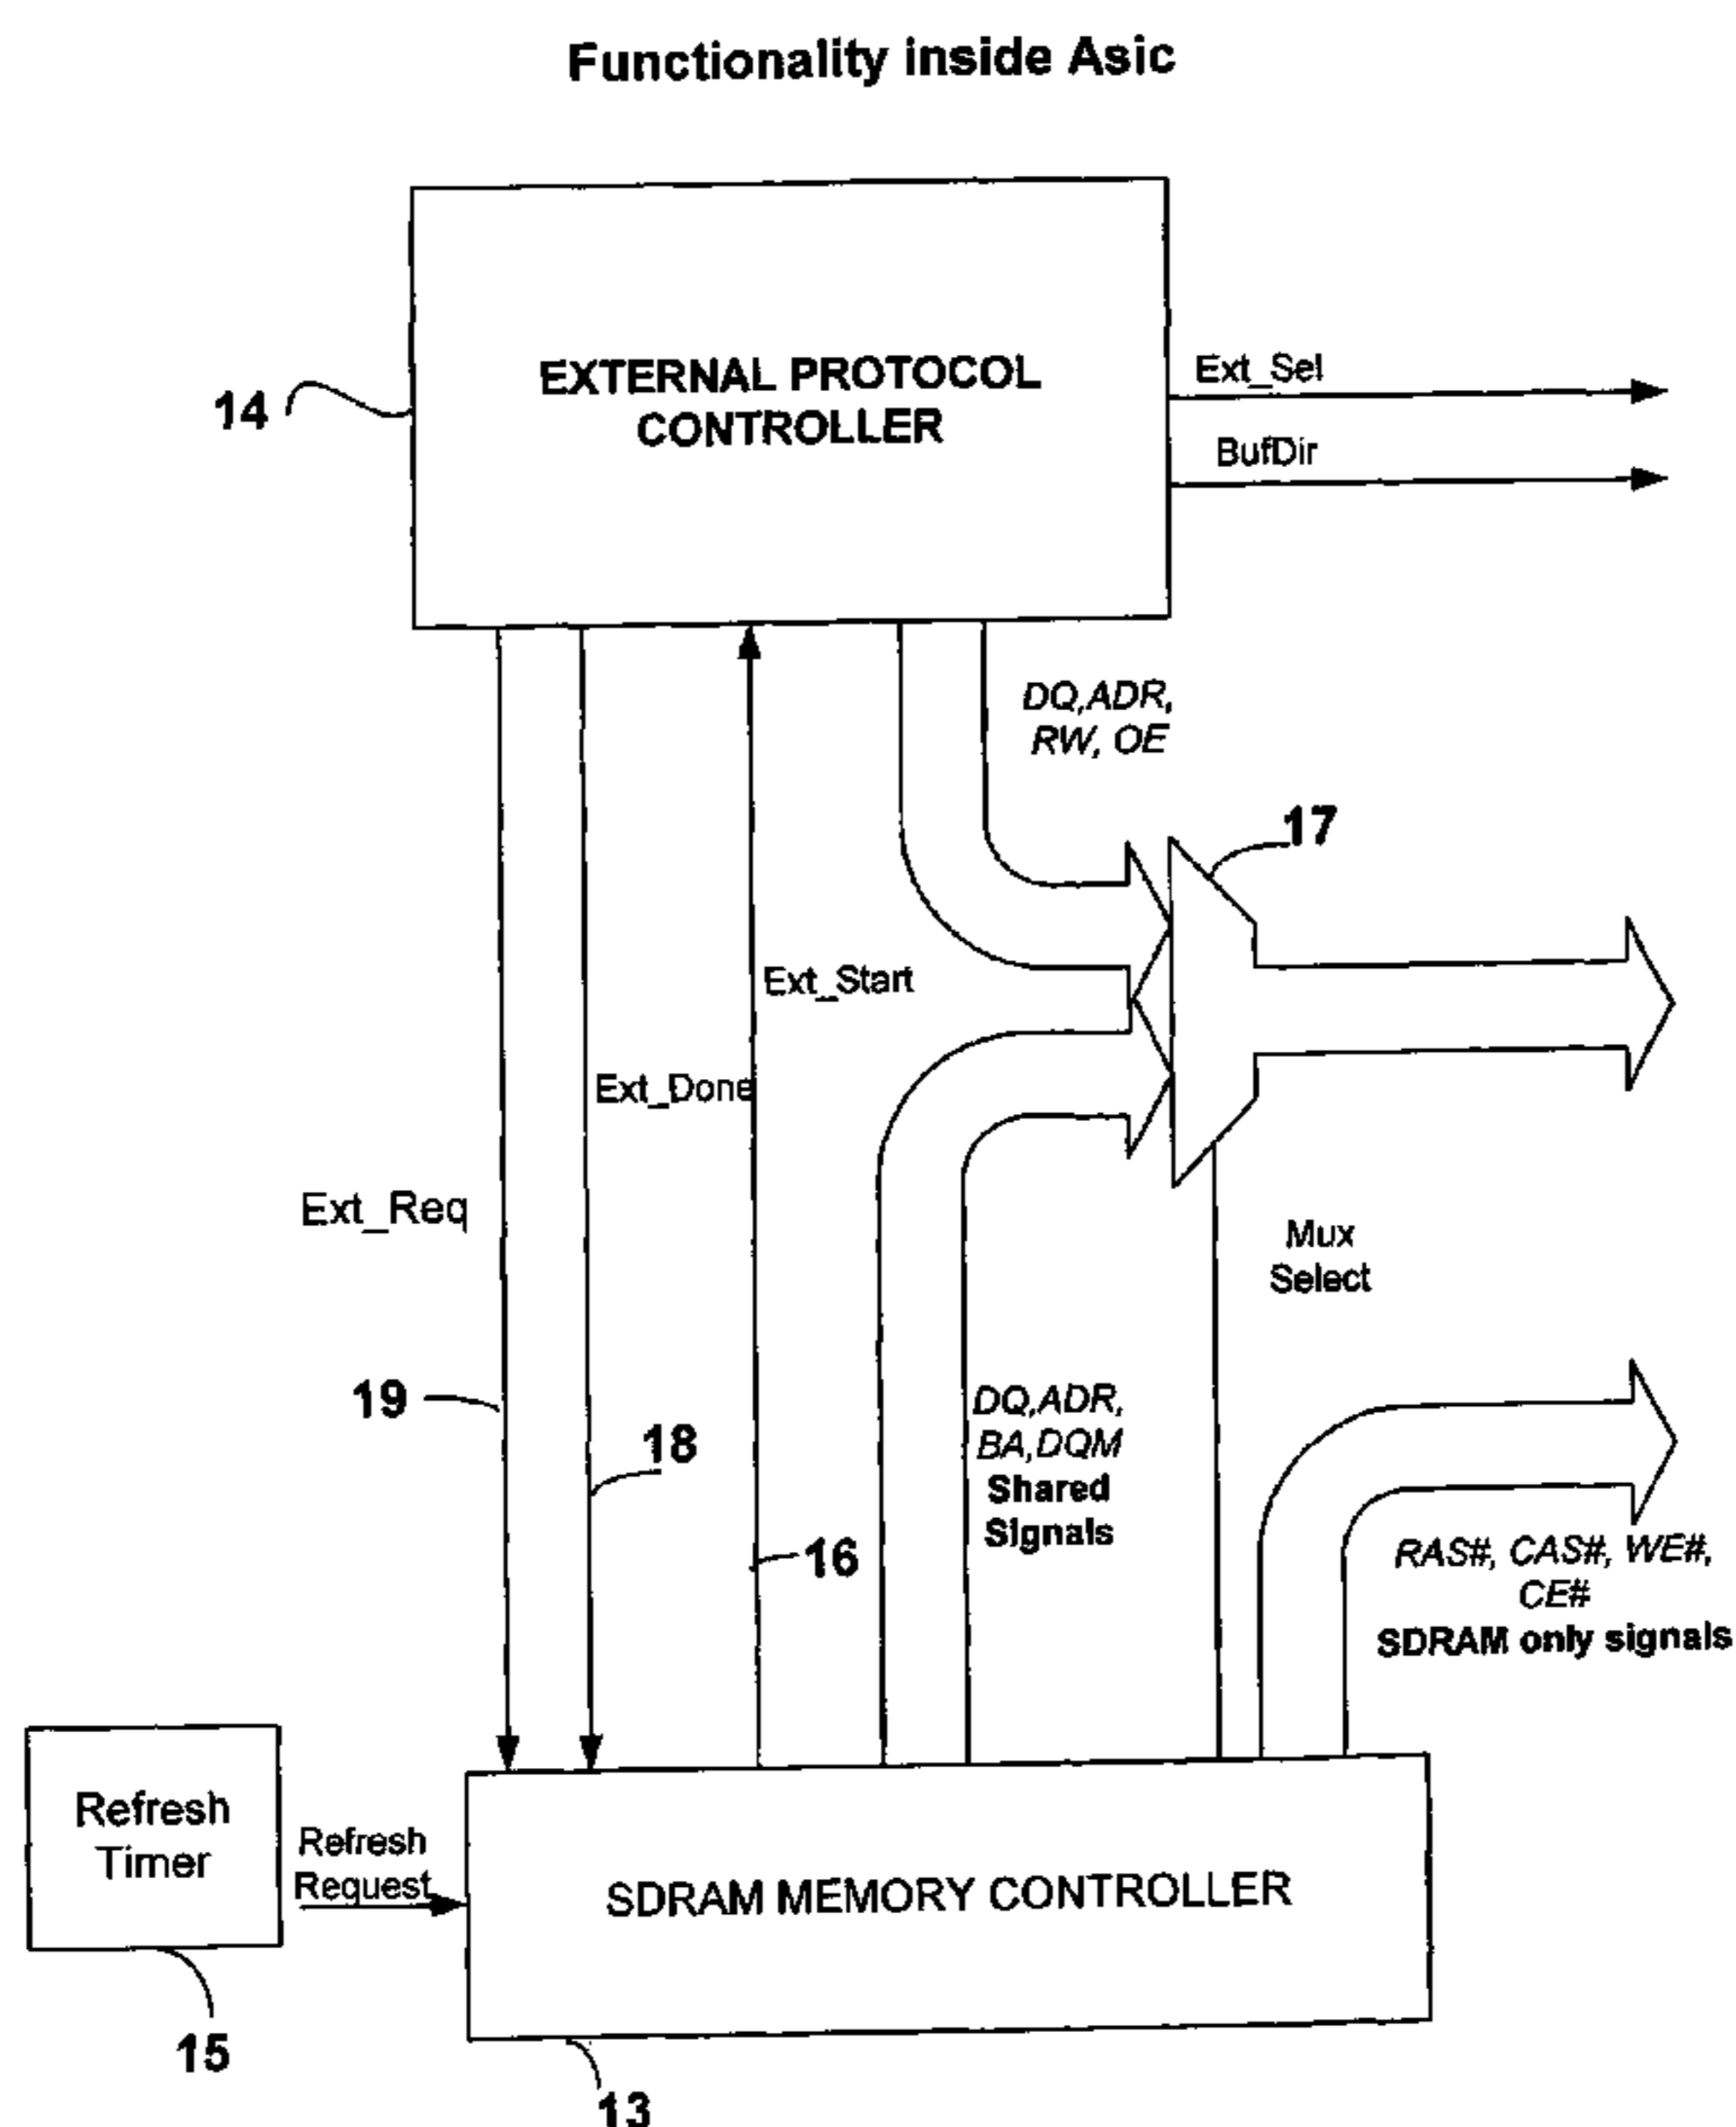 Functionality inside Asic
EXTERNAL PROTOCOL
CONTROLLER
14
Ext_Sel
BufDir
DQ,ADR,
RW, OE
17
Ext_Start
Ext_Done
Ext_Req
Mux
Select
19
18
16
DQ,ADR,
BA,DQM
Shared
Signals
RAS#, CAS#, WE#,
CE#
SDRAM only signals
Refresh
Timer
Refresh
Request
SDRAM MEMORY CONTROLLER
15
13